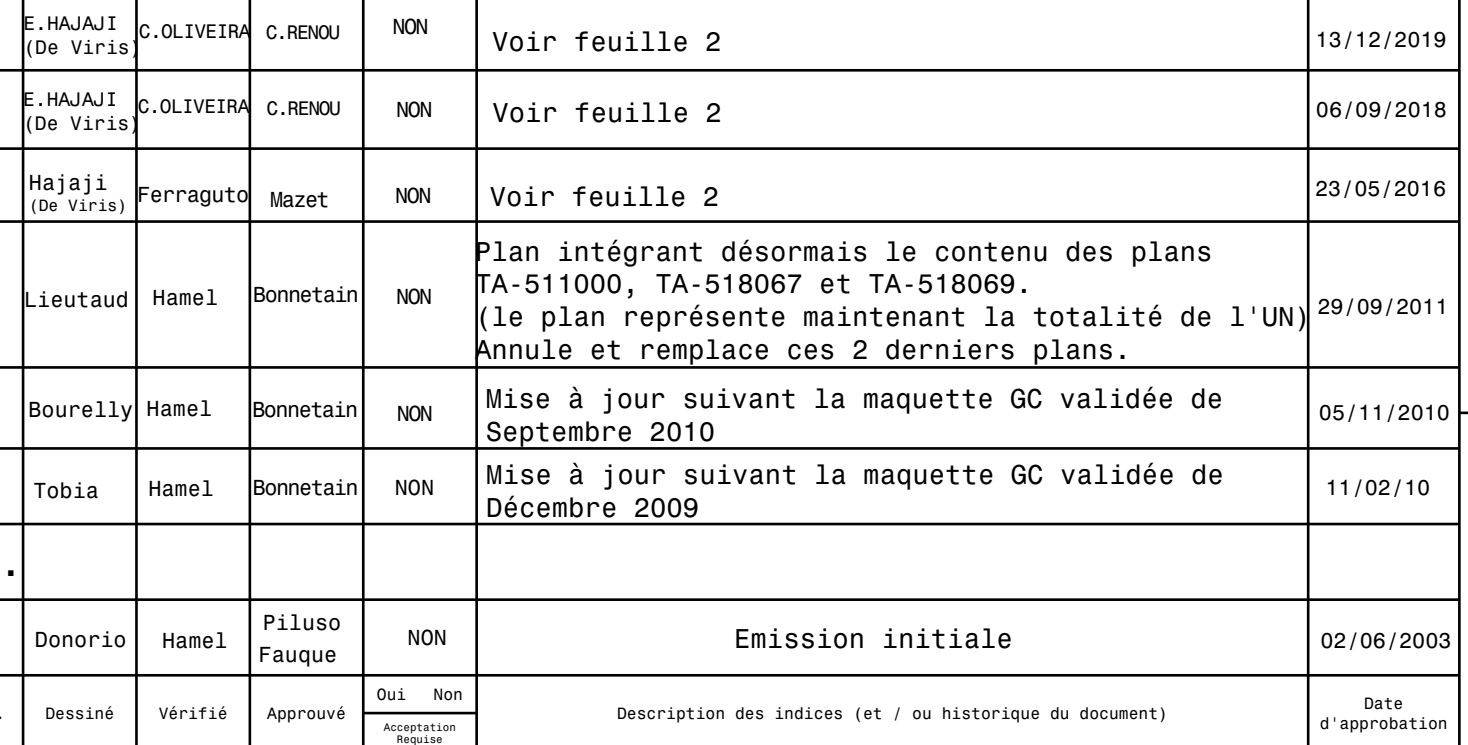 E.HAJAJI
(De Viris)
C.OLIVEIRA
C.RENOU
NON
Voir feuille 2
13/12/2019
E.HAJAJI
(De Viris)
C.OLIVEIRA
C.RENOU
NON
Voir feuille 2
06/09/2018
Hajaji
(De Viris)
Ferraguto
Mazet
NON
Voir feuille 2
23/05/2016
Lieutaud
Hamel
Bonnetain
NON
Plan intégrant désormais le contenu des plans
TA-511000, TA-518067 et TA-518069.
(le plan représente maintenant la totalité de l'UN)
Annule et remplace ces 2 derniers plans.
29/09/2011
Bourelly
Hamel
Bonnetain
NON
Mise à jour suivant la maquette GC validée de
Septembre 2010
05/11/2010
Tobia
Hamel
Bonnetain
NON
Mise à jour suivant la maquette GC validée de
Décembre 2009
11/02/10
.
Donorio
Hamel
Piluso
Fauque
NON
Emission initiale
02/06/2003
Dessiné
Vérifié
Approuvé
Oui Non
Acceptation
Requise
Description des indices (et / ou historique du document)
Date
d'approbation